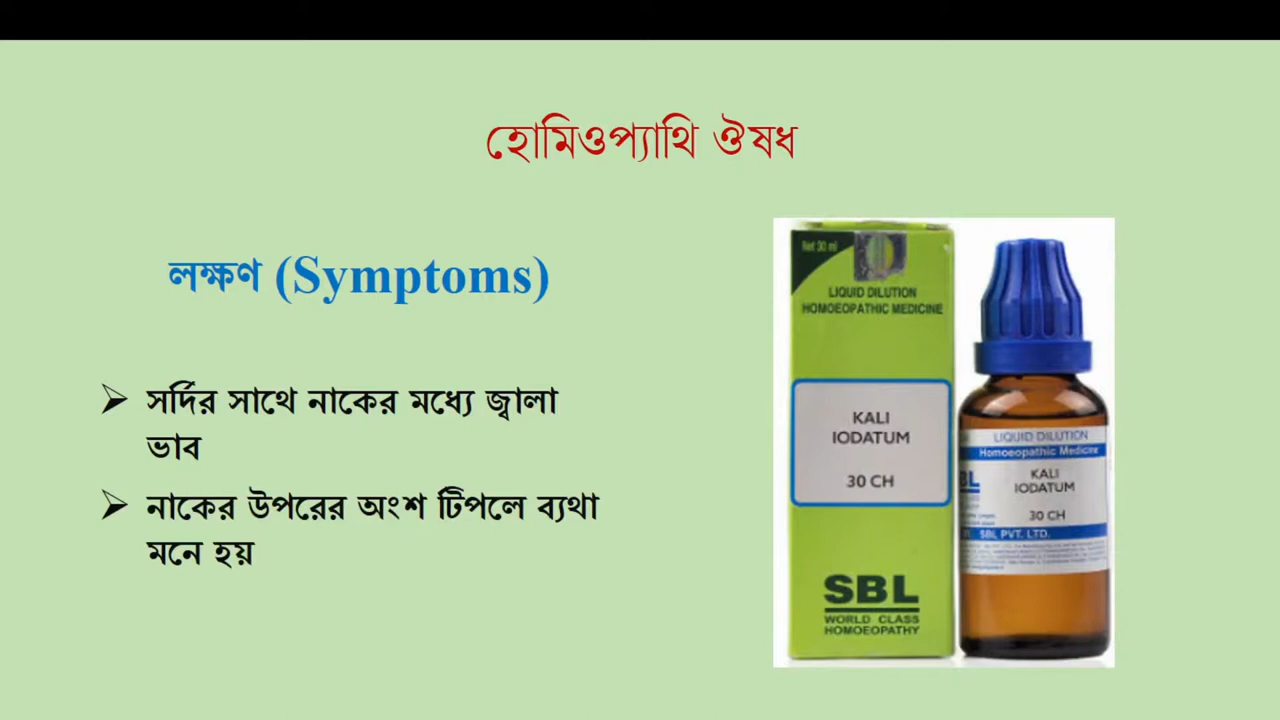 হোমিওপ্যাথি ঔষধ
লক্ষণ (Symptoms)
সর্দির সাথে নাকের মধ্যে জ্বালা
ভাব
নাকের উপরের অংশ টিপলে ব্যথা
মনে হয়
Net 30 ml
LIQUID DILUTION
HOMOEOPATHIC MEDICINE
KALI
IODATUM
30 CH
SBL
WORLD CLASS
HOMOEOPATHY
LIQUID DILUTION
Homoeopathic Medicine
KALI
IODATUM
30 CH
SBL PVT. LTD.